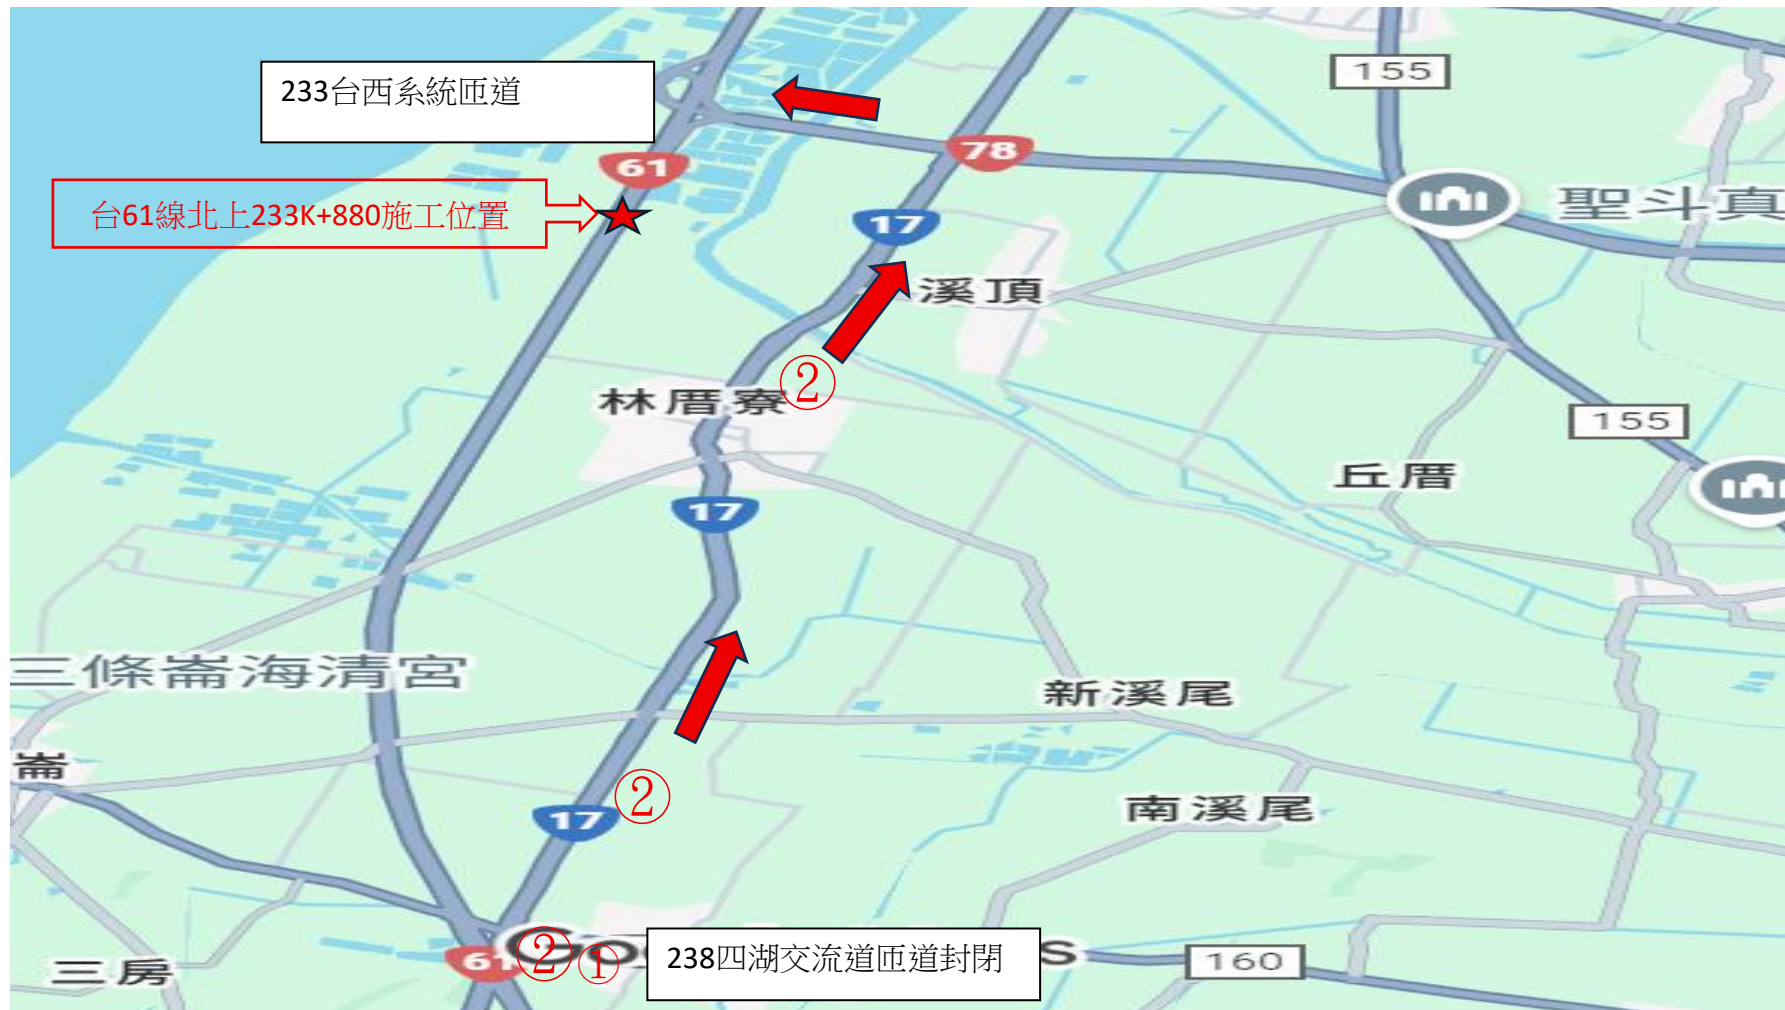 155
233台西系統匝道
78
61
聖斗真
台61線北上233K+880施工位置
17
溪頂
②
林厝寮
155
丘厝
17
三條崙海清宮
新溪尾
崙
②
17
南溪尾
61
②
①
238四湖交流道匝道封閉
160
三房